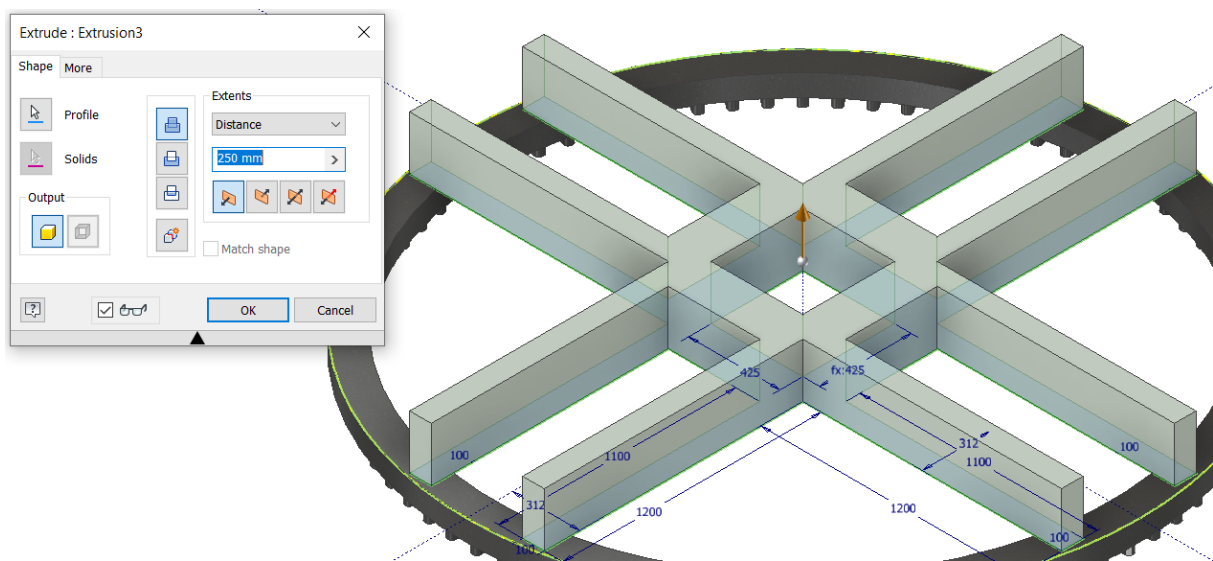 Extrude : Extrusion3
Shape More
Profile
Solids
Output
Extents
Distance
250 mm
Match shape
OK Cancel
425 fx:425
100 1100 312 1100 100
312 1200 1200 100
100